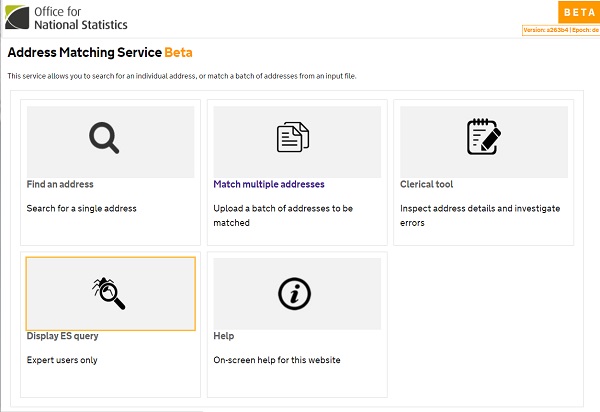 Office for
National Statistics
BETA
Version: a263b4 | Epoch: de
Address Matching Service Beta
This service allows you to search for an individual address, or match a batch of addresses from an input file.
Find an address
Search for a single address
Match multiple addresses
Upload a batch of addresses to be
matched
Clerical tool
Inspect address details and investigate
errors
Display ES query
Expert users only
Help
On-screen help for this website